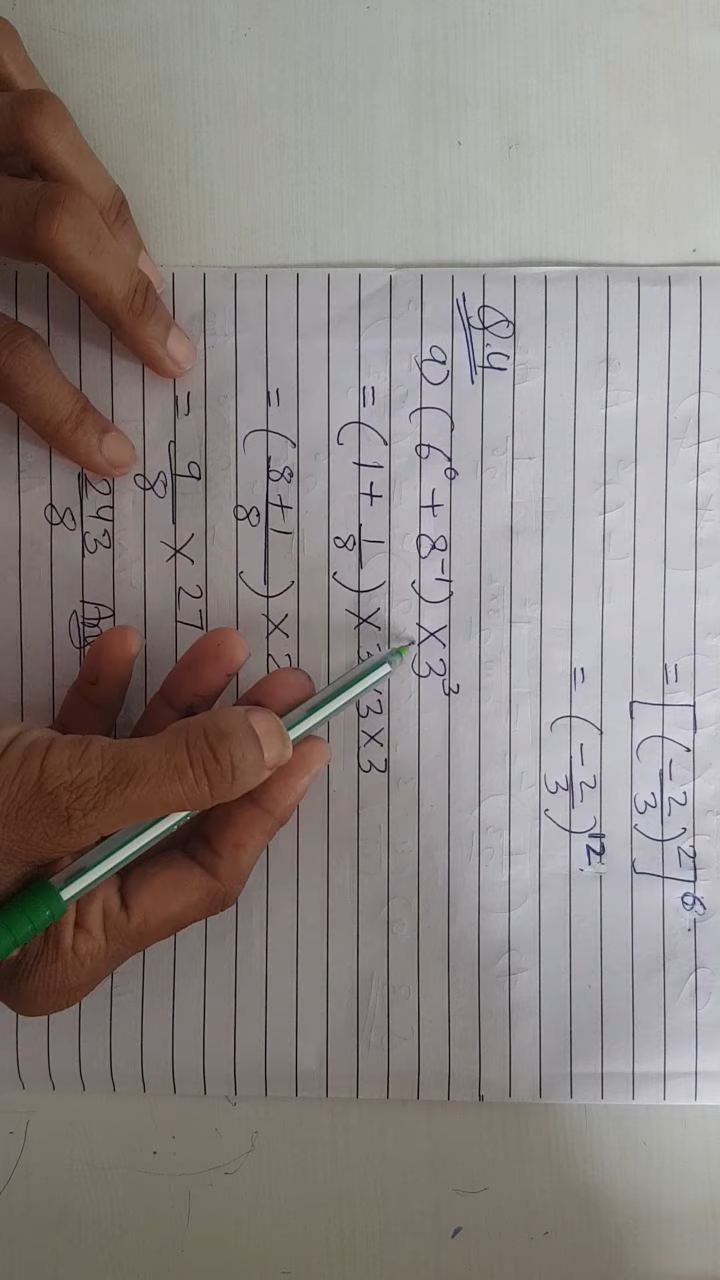 = [(-2/3)²]⁶
= (-2/3)¹²
Q.4
a) (6⁰ + 8⁻¹) × 3³
= (1 + 1/8) × 3 × 3 × 3
= (8+1/8) × 2
= 9/8 × 27
243/8 Ans